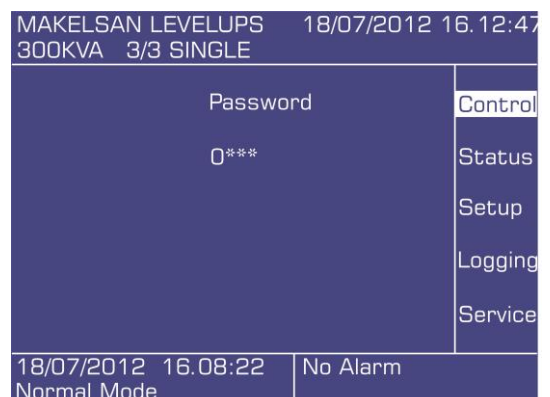 MAKELSAN LEVELUPS 18/07/2012 16.12:47
300KVA 3/3 SINGLE
Password
0***
Control
Status
Setup
Logging
Service
18/07/2012 16.08:22 No Alarm
Normal Mode